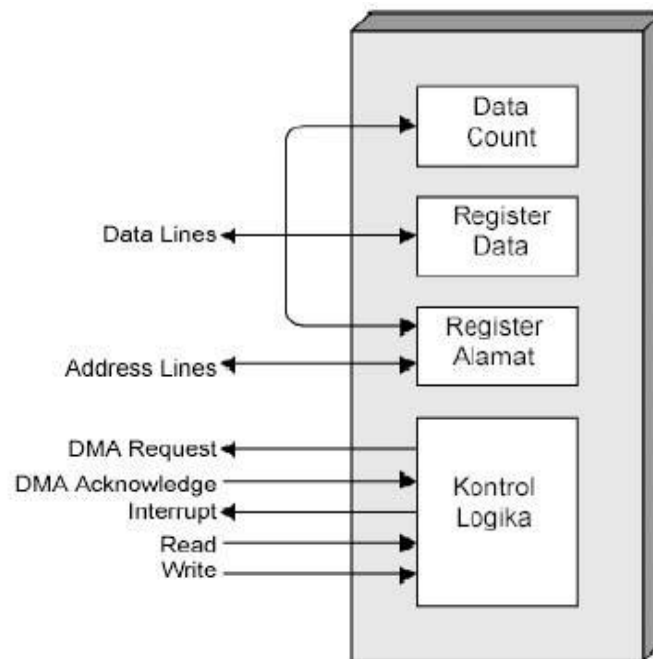 Data
Count
Data Lines
Register
Data
Register
Alamat
Address Lines
DMA Request
DMA Acknowledge
Interrupt
Read
Write
Kontrol
Logika